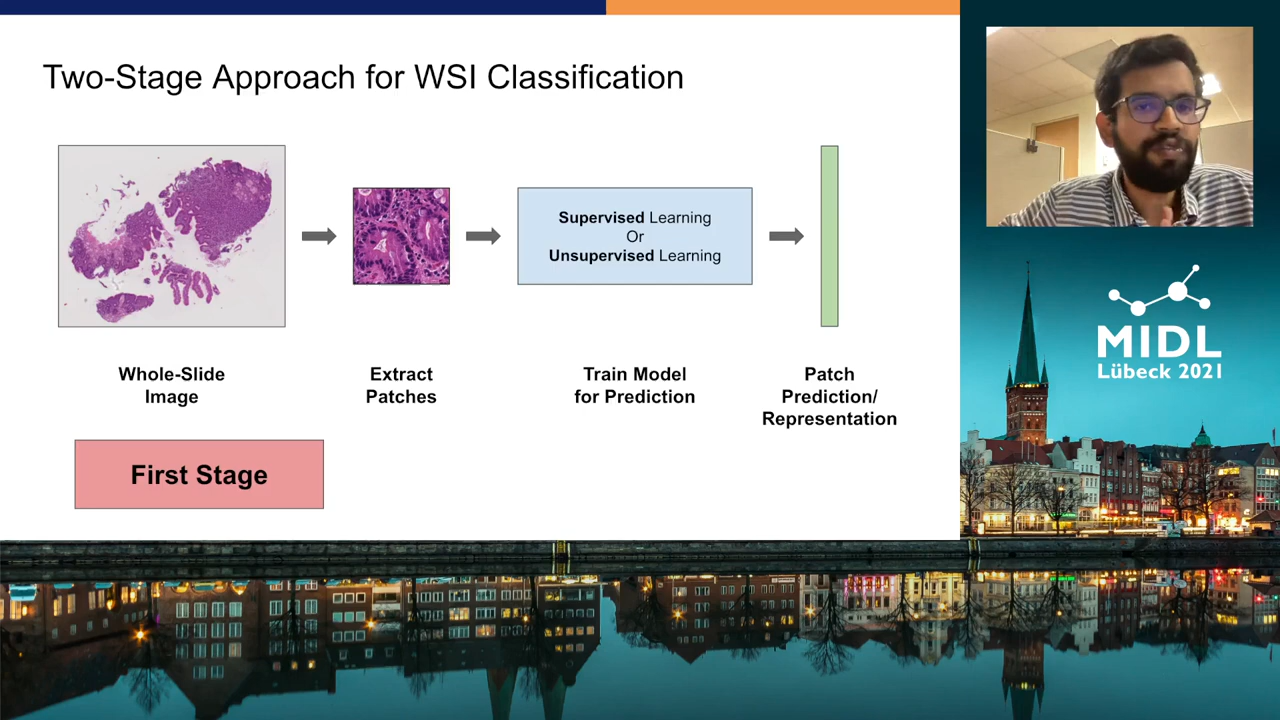 Two-Stage Approach for WSI Classification
Supervised Learning
Or
Unsupervised Learning
Whole-Slide
Image
Extract
Patches
Train Model
for Prediction
Patch
Prediction/
Representation
First Stage
MIDL
Lübeck 2021